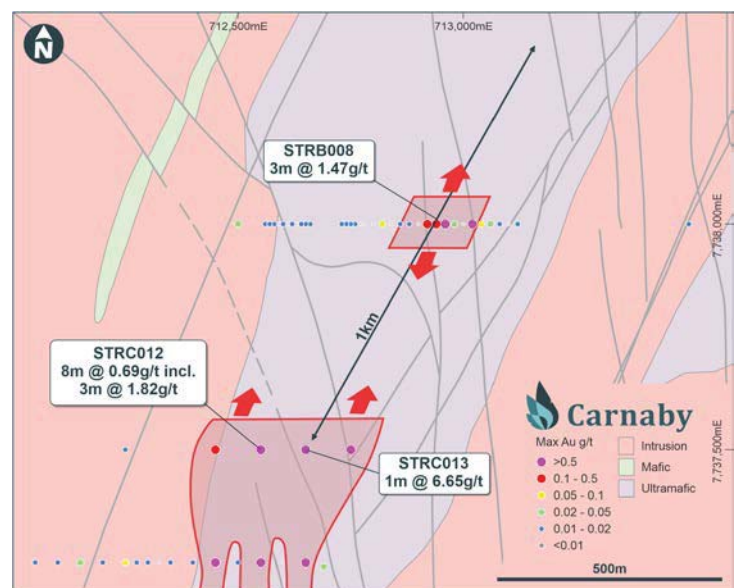 712,500mE
713,000mE
N
STRB008
3m @ 1.47g/t
7,738,000mN
1km
STRC012
8m @ 0.69g/t incl.
3m @ 1.82g/t
STRC013
1m @ 6.65g/t
7,737,500mN
Carnaby
Max Au g/t
>0.5
0.1 - 0.5
0.05 - 0.1
0.02 - 0.05
0.01 - 0.02
<0.01
Intrusion
Mafic
Ultramafic
500m